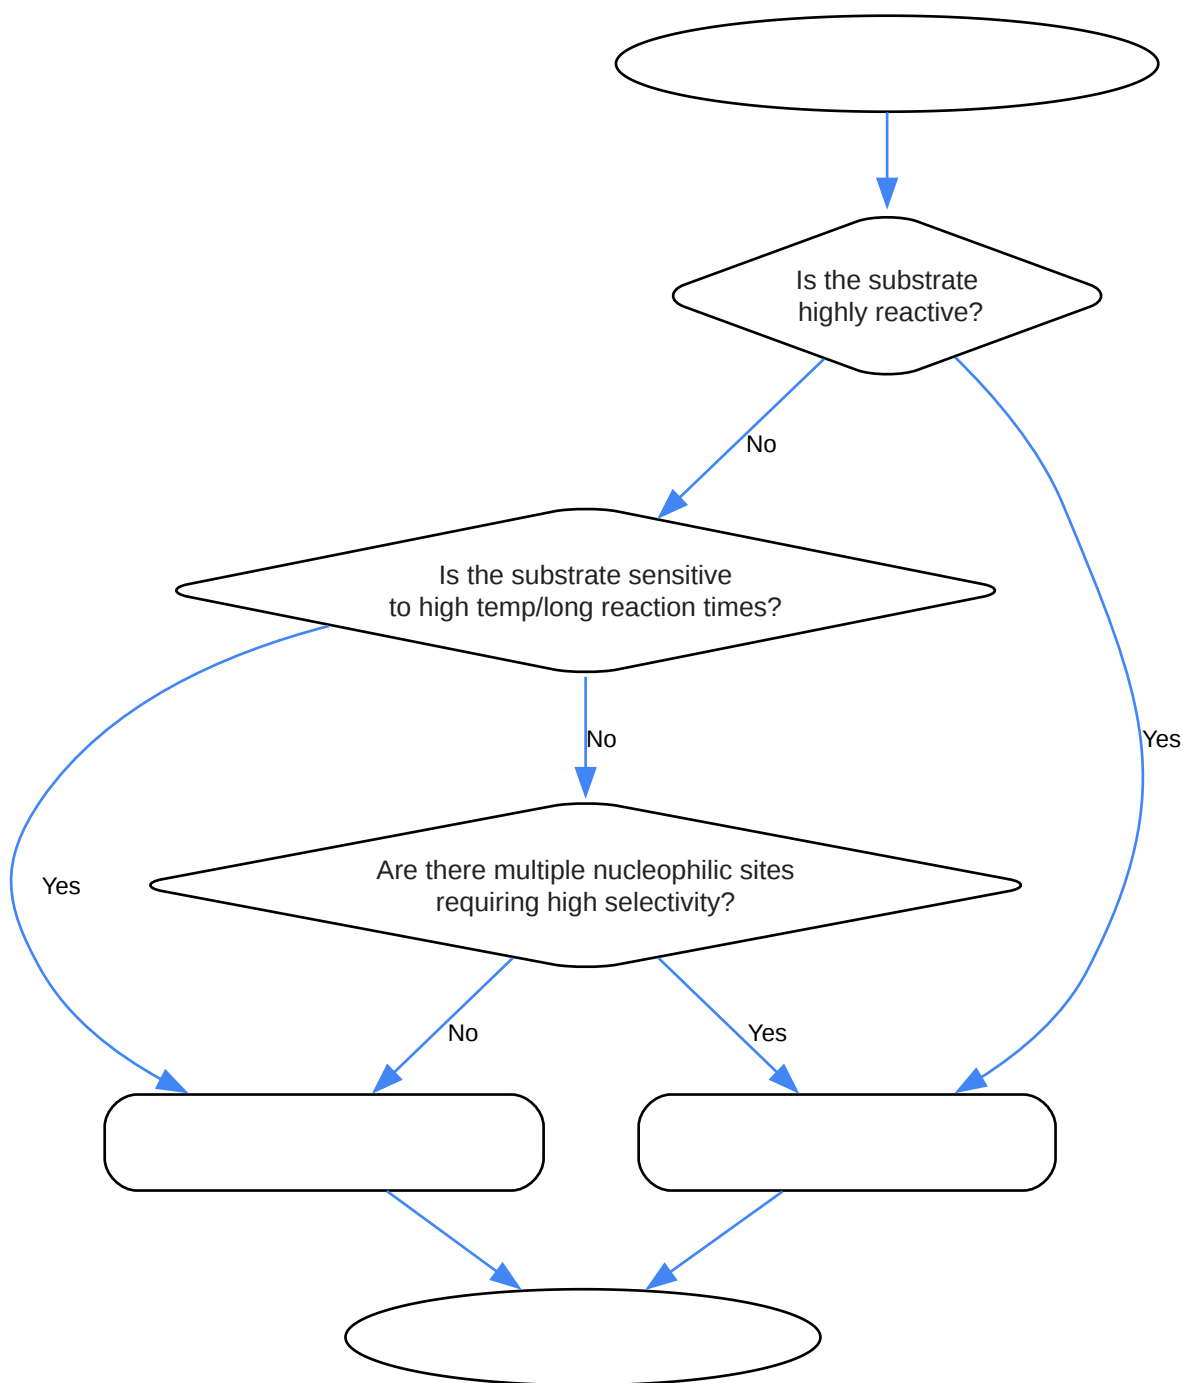 Is the substrate
highly reactive?
No
Is the substrate sensitive
to high temp/long reaction times?
No
Yes
Are there multiple nucleophilic sites
requiring high selectivity?
Yes
No
Yes